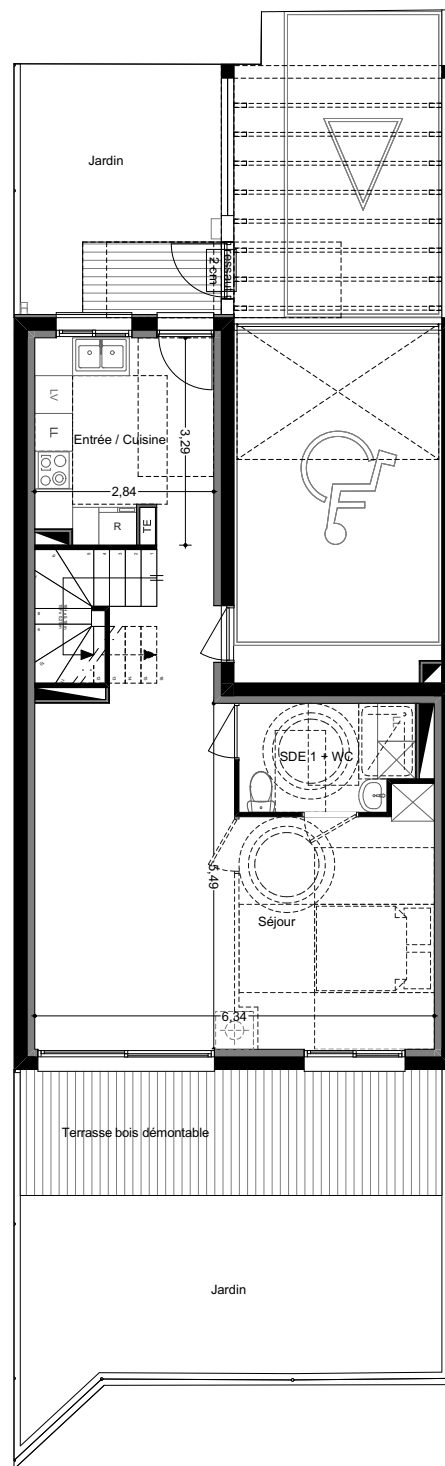 Jardin
ressaut
2 cm
LV
LL
Entrée / Cuisine
3,29
2,84
R
TE
SDE 1 + WC
5,49
Séjour
6,34
Terrasse bois démontable
Jardin